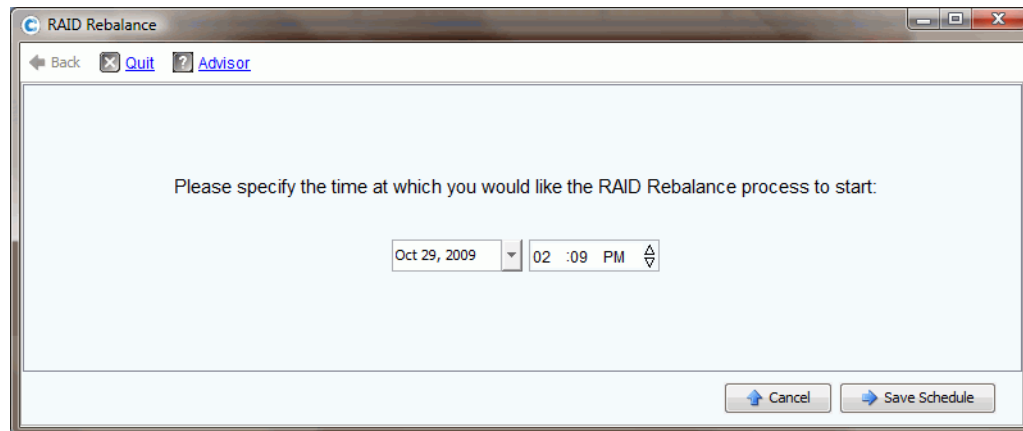 RAID Rebalance
Back Quit Advisor
Please specify the time at which you would like the RAID Rebalance process to start:
Oct 29, 2009 02 :09 PM
Cancel Save Schedule